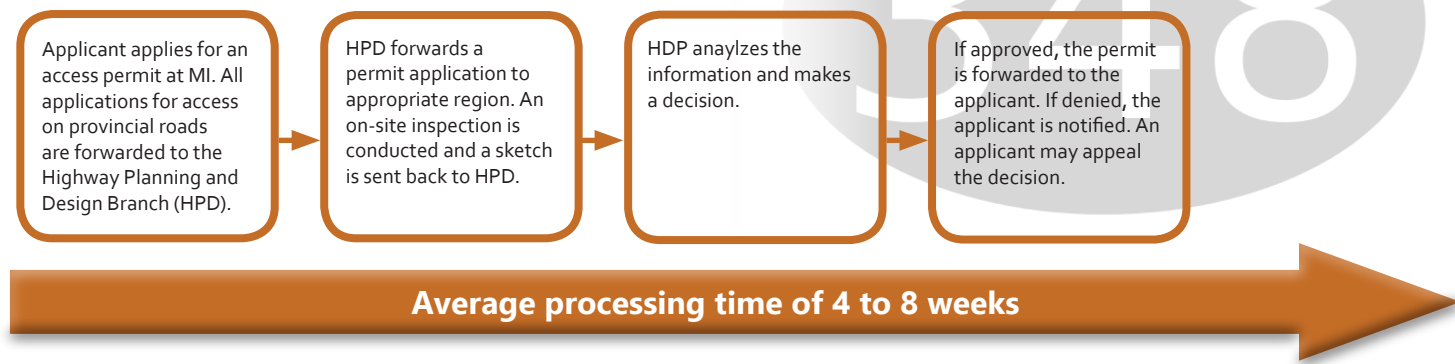 348
Applicant applies for an
access permit at MI. All
applications for access
on provincial roads
are forwarded to the
Highway Planning and
Design Branch (HPD).
HPD forwards a
permit application to
appropriate region. An
on-site inspection is
conducted and a sketch
is sent back to HPD.
HDP anaylzes the
information and makes
a decision.
If approved, the permit
is forwarded to the
applicant. If denied, the
applicant is notified. An
applicant may appeal
the decision.
Average processing time of 4 to 8 weeks